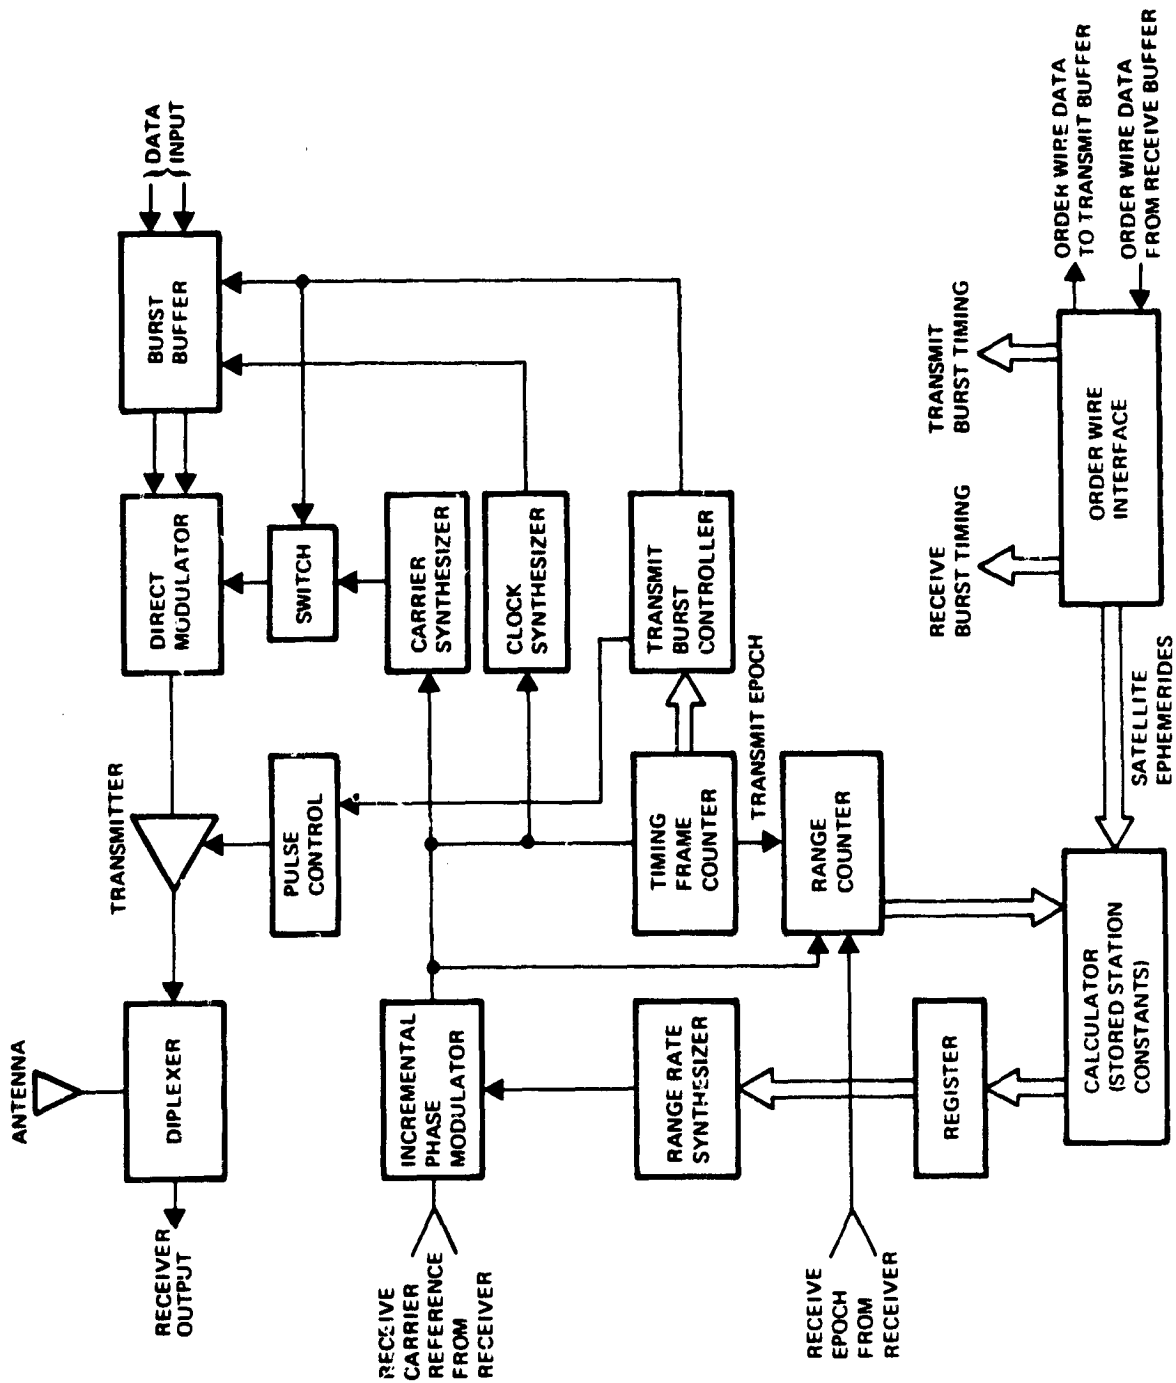 ANTENNA
RECEIVER
OUTPUT
DIPLEXER
TRANSMITTER
DIRECT
MODULATOR
BURST
BUFFER
DATA
INPUT
PULSE
CONTROL
SWITCH
RECEIVE
CARRIER
REFERENCE
FROM
RECEIVER
INCREMENTAL
PHASE
MODULATOR
CARRIER
SYNTHESIZER
CLOCK
SYNTHESIZER
RANGE RATE
SYNTHESIZER
TIMING
FRAME
COUNTER
TRANSMIT
BURST
CONTROLLER
TRANSMIT EPOCH
RECEIVE
EPOCH
FROM
RECEIVER
RANGE
COUNTER
REGISTER
RECEIVE
BURST TIMING
TRANSMIT
BURST TIMING
CALCULATOR
(STORED STATION
CONSTANTS)
SATELLITE
EPHEMERIDES
ORDER WIRE
INTERFACE
ORDER WIRE DATA
TO TRANSMIT BUFFER
ORDER WIRE DATA
FROM RECEIVE BUFFER